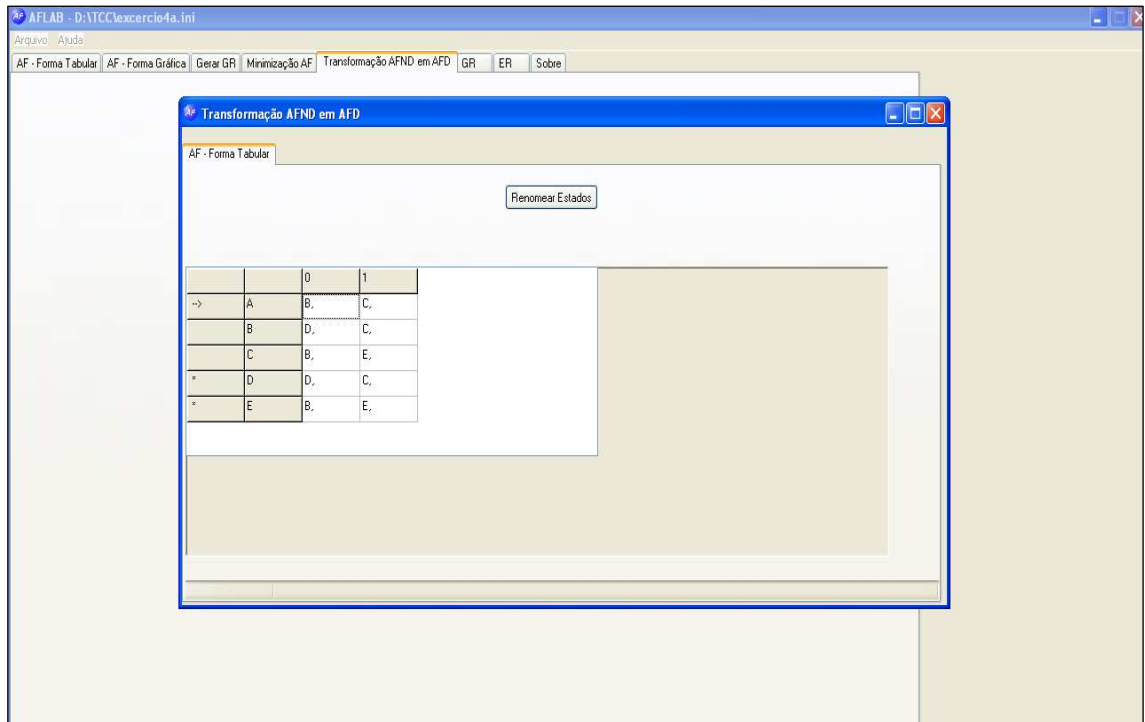 AFLAB - D:\TCC\excercio4a.ini
Arquivo Ajuda
AF - Forma Tabular AF - Forma Gráfica Gerar GR Minimização AF Transformação AFND em AFD GR ER Sobre
Transformação AFND em AFD
AF - Forma Tabular
Renomear Estados
0 1
--> A B, C,
B D, C,
C B, E,
* D D, C,
* E B, E,